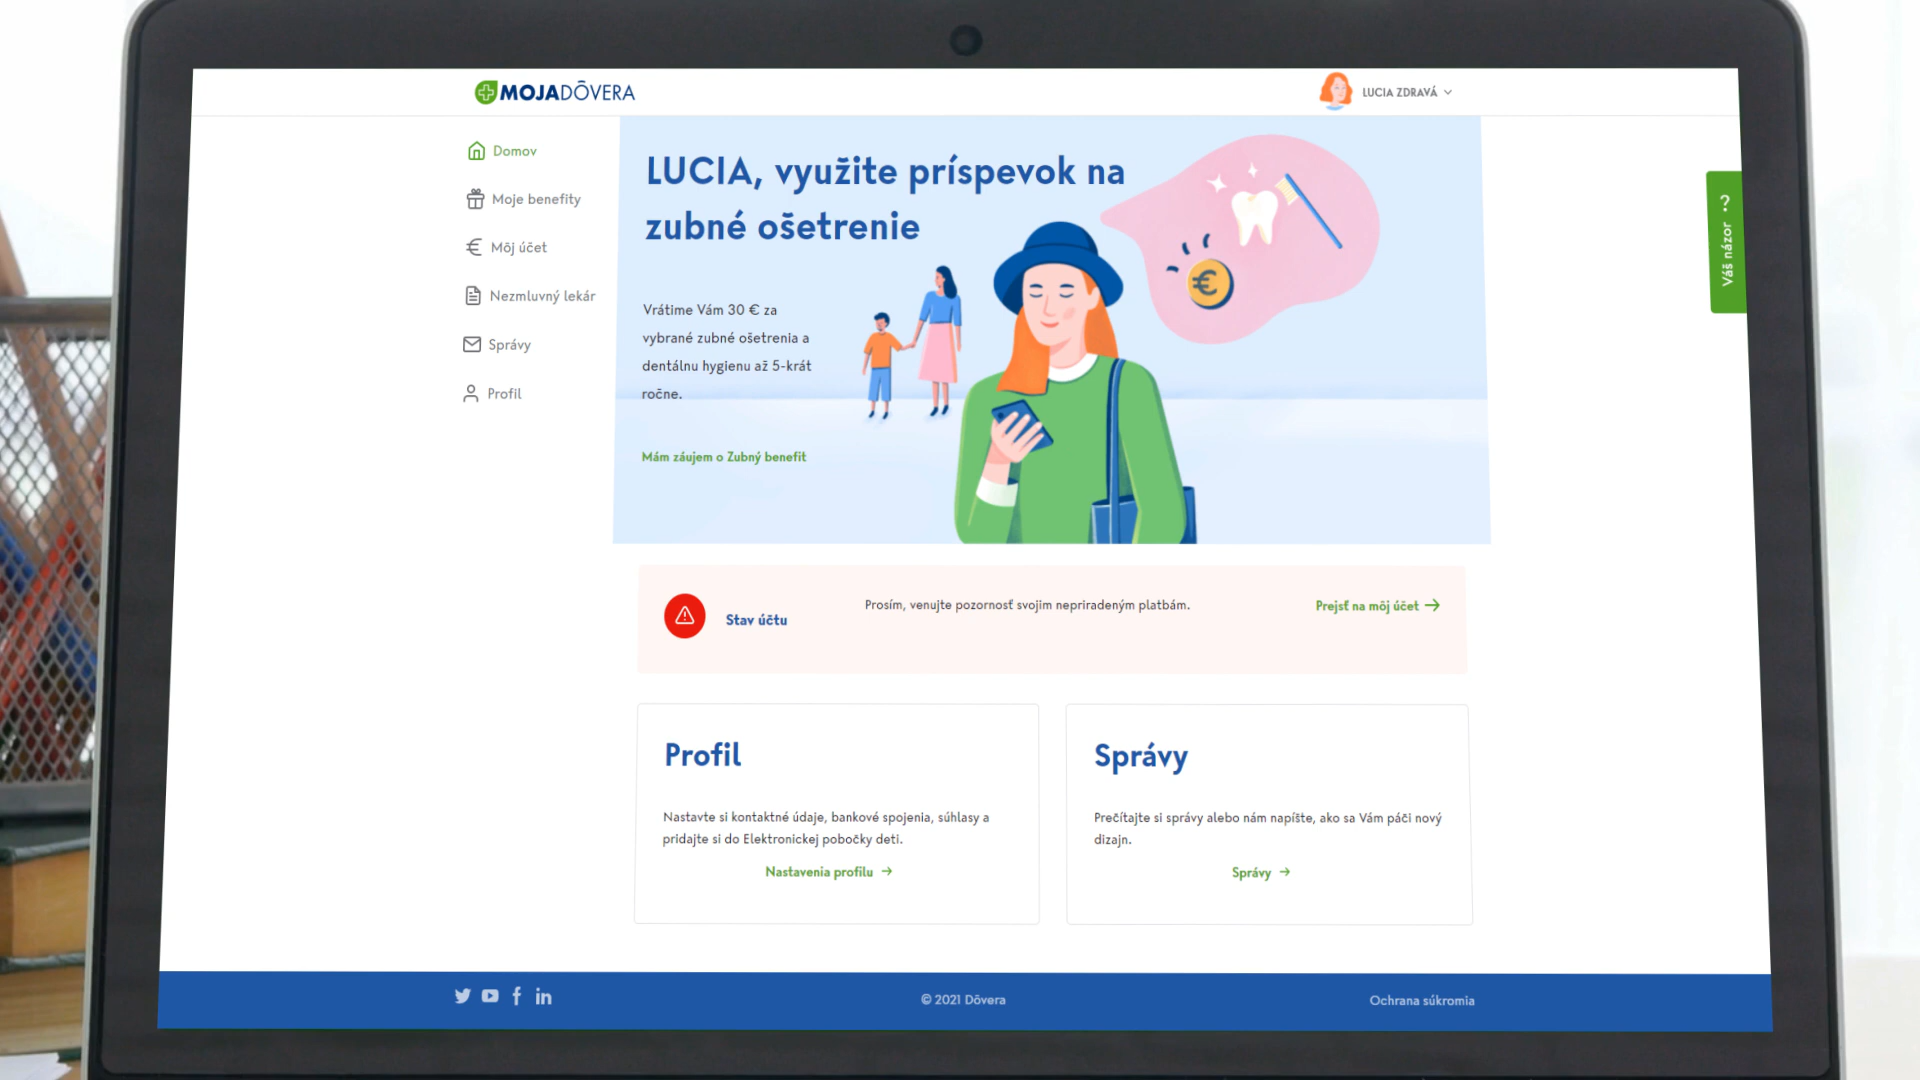 MOJADÔVERA
LUCIA ZDRAVÁ
Domov
Moje benefity
Môj účet
Nezmluvný lekár
Správy
Profil
LUCIA, využite príspevok na
zubné ošetrenie
Vrátime Vám 30 € za
vybrané zubné ošetrenia a
dentálnu hygienu až 5-krát
ročne.
Mám záujem o Zubný benefit
Váš názor ?
Stav účtu
Prosím, venujte pozornosť svojim nepriradeným platbám.
Prejsť na môj účet
Profil
Nastavte si kontaktné údaje, bankové spojenia, súhlasy a
pridajte si do Elektronickej pobočky deti.
Nastavenia profilu
Správy
Prečítajte si správy alebo nám napíšte, ako sa Vám páči nový
dizajn.
Správy
© 2021 Dôvera
Ochrana súkromia